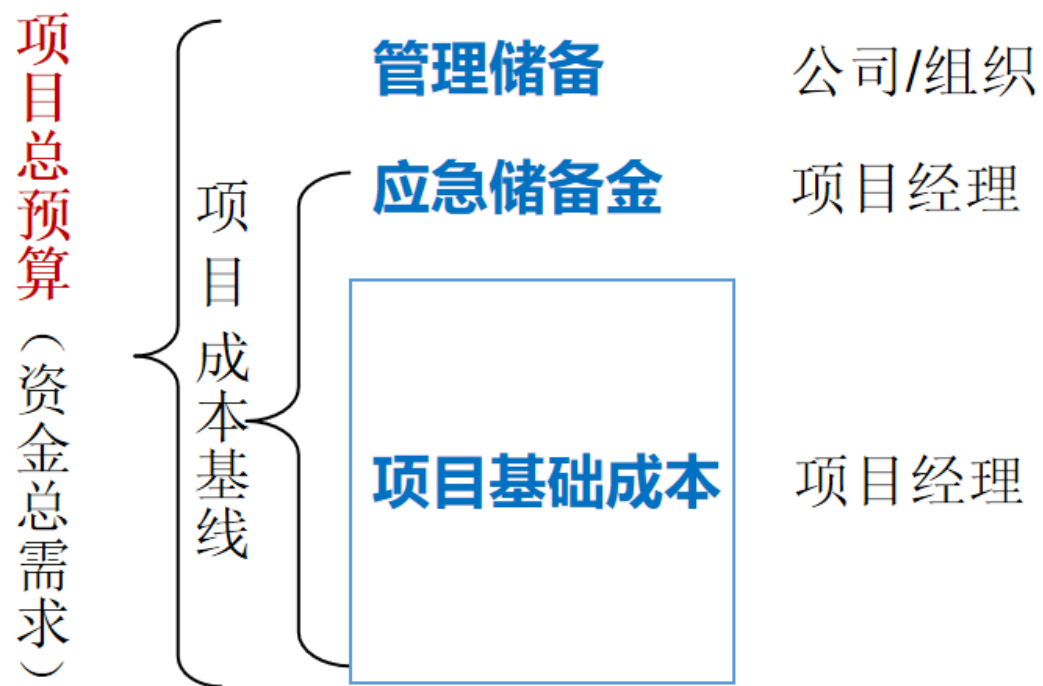 项目总预算（资金总需求）
项目成本基线
管理储备 公司/组织
应急储备金 项目经理
项目基础成本 项目经理